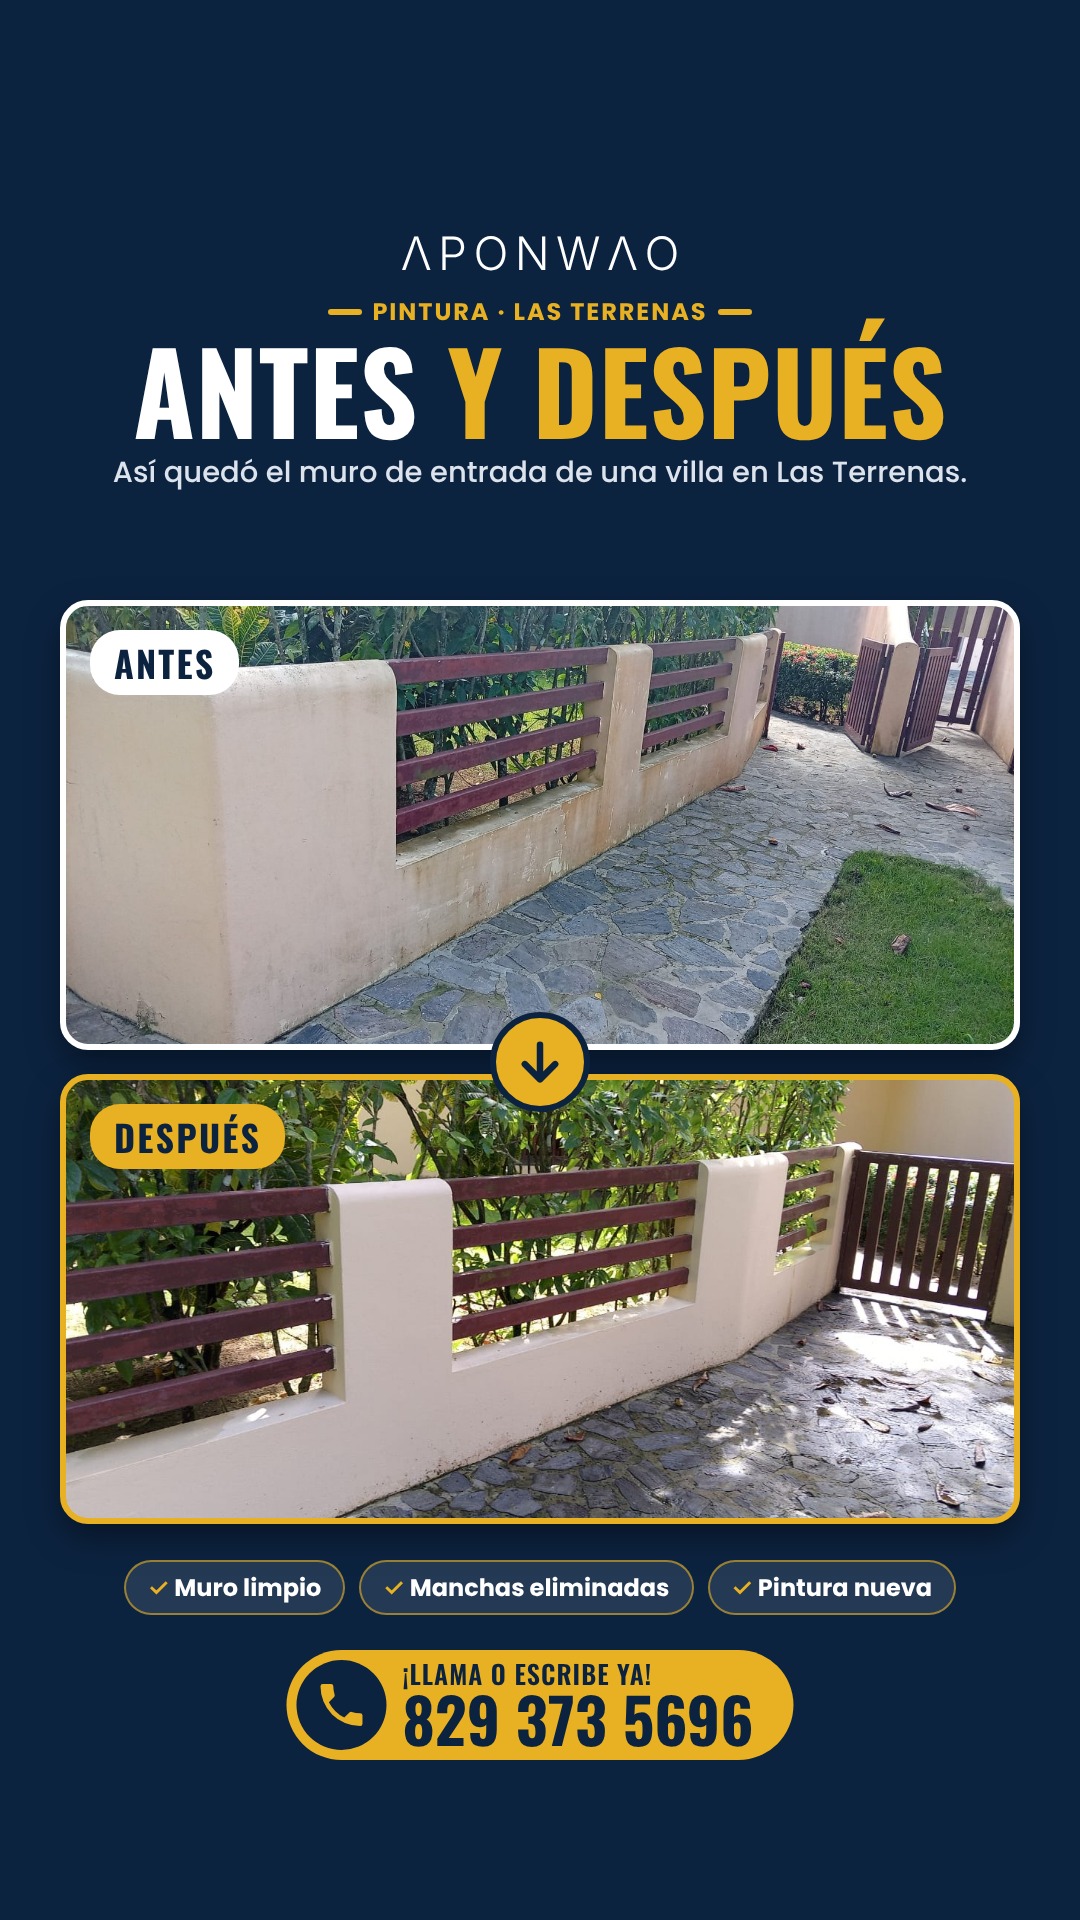 APONWAO
PINTURA · LAS TERRENAS
ANTES Y DESPUÉS
Así quedó el muro de entrada de una villa en Las Terrenas.
ANTES
DESPUÉS
✓ Muro limpio
✓ Manchas eliminadas
✓ Pintura nueva
¡LLAMA O ESCRIBE YA!
829 373 5696